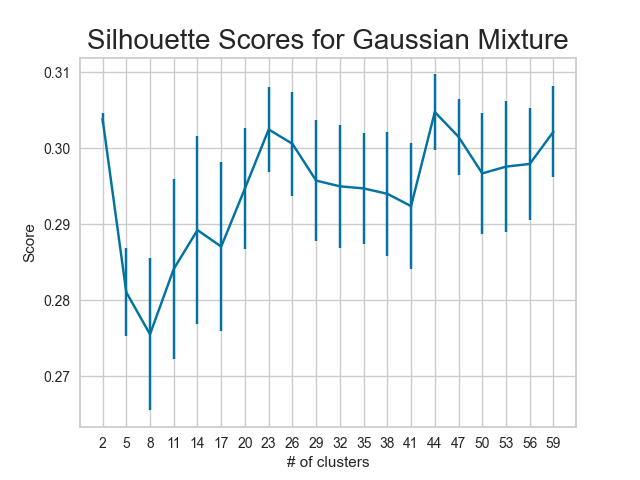 Silhouette Scores for Gaussian Mixture
0.31
0.30
0.29
0.28
0.27
Score
2 5 8 11 14 17 20 23 26 29 32 35 38 41 44 47 50 53 56 59
# of clusters